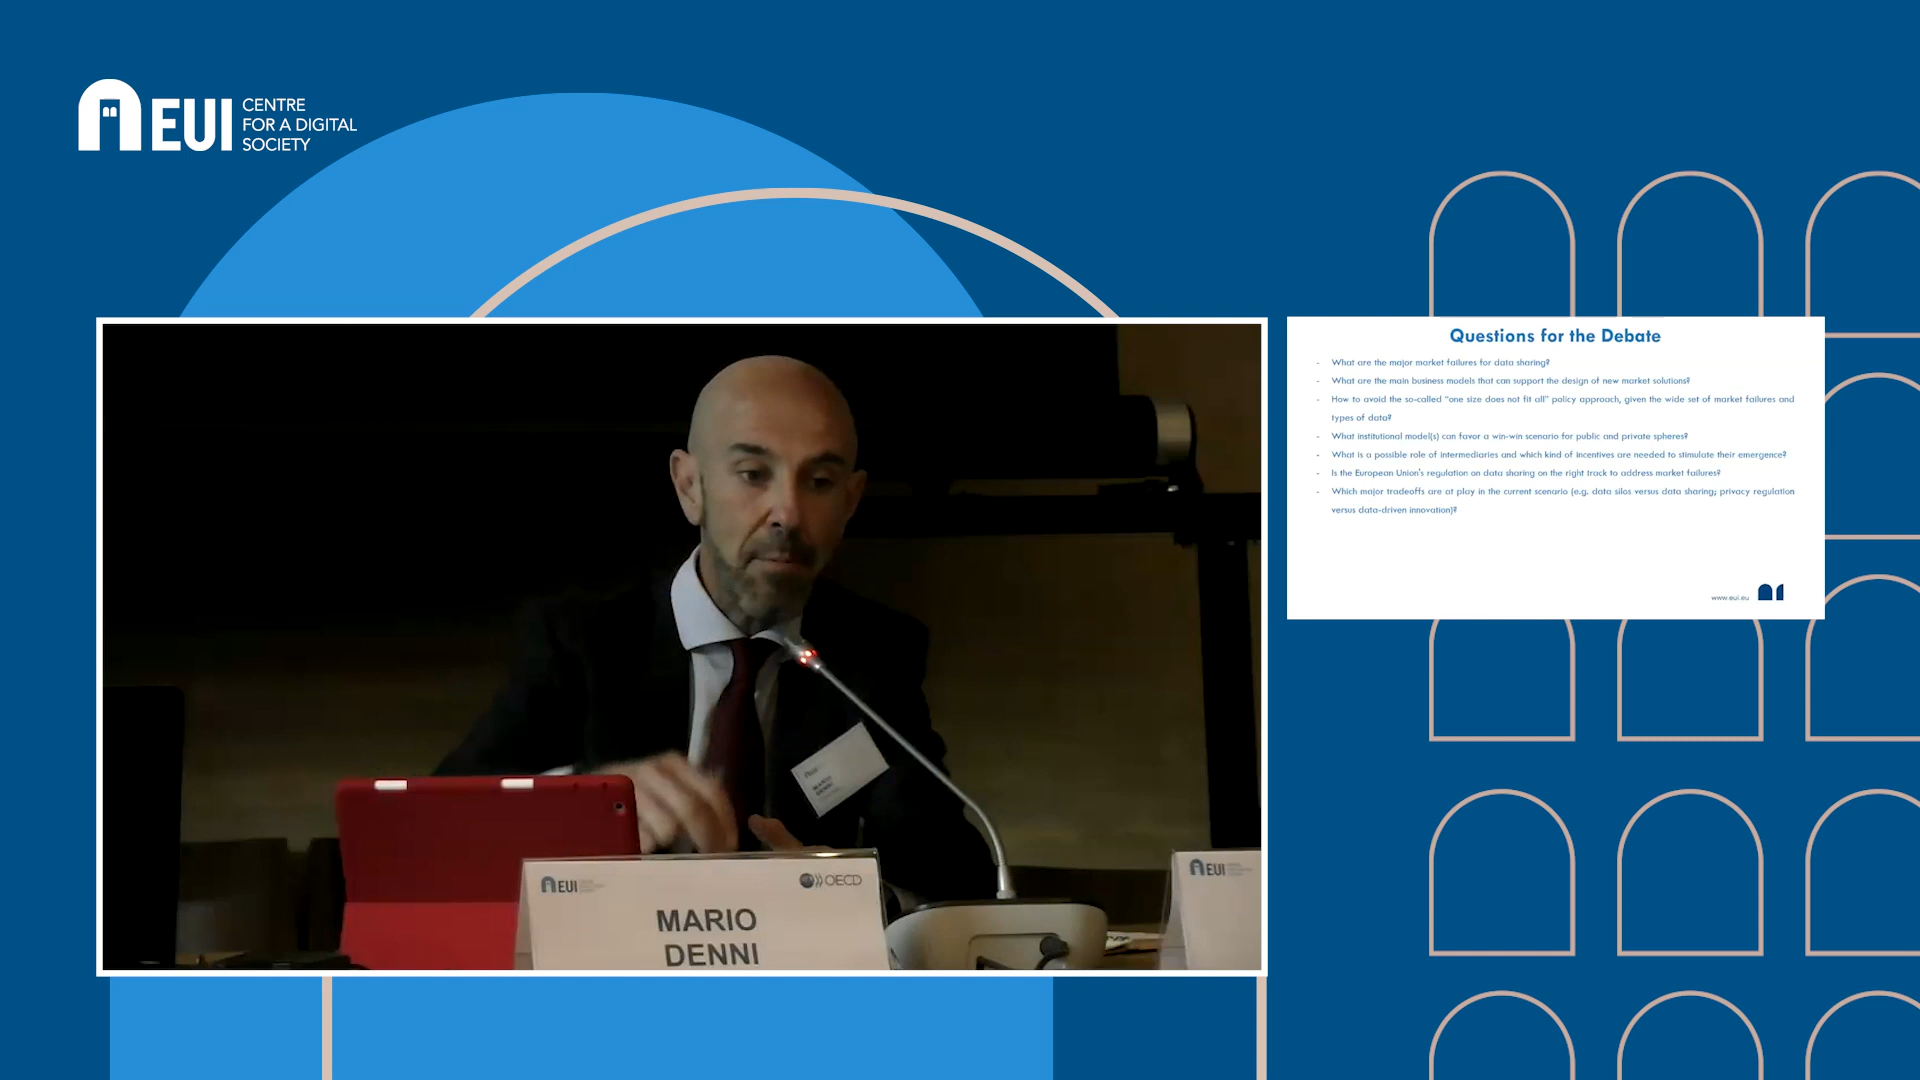 EUI
CENTRE
FOR A DIGITAL
SOCIETY
Questions for the Debate
- What are the major market failures for data sharing?
- What are the main business models that can support the design of new market solutions?
- How to avoid the so-called "one size does not fit all" policy approach, given the wide set of market failures and
types of data?
- What institutional model(s) can favor a win-win scenario for public and private spheres?
- What is a possible role of intermediaries and which kind of incentives are needed to stimulate their emergence?
- Is the European Union's regulation on data sharing on the right track to address market failures?
- Which major tradeoffs are at play in the current scenario (e.g. data silos versus data sharing; privacy regulation
versus data-driven innovation)?
www.eui.eu
MARIO
DENNI
EUI
OECD
MARIO
DENNI
EUI